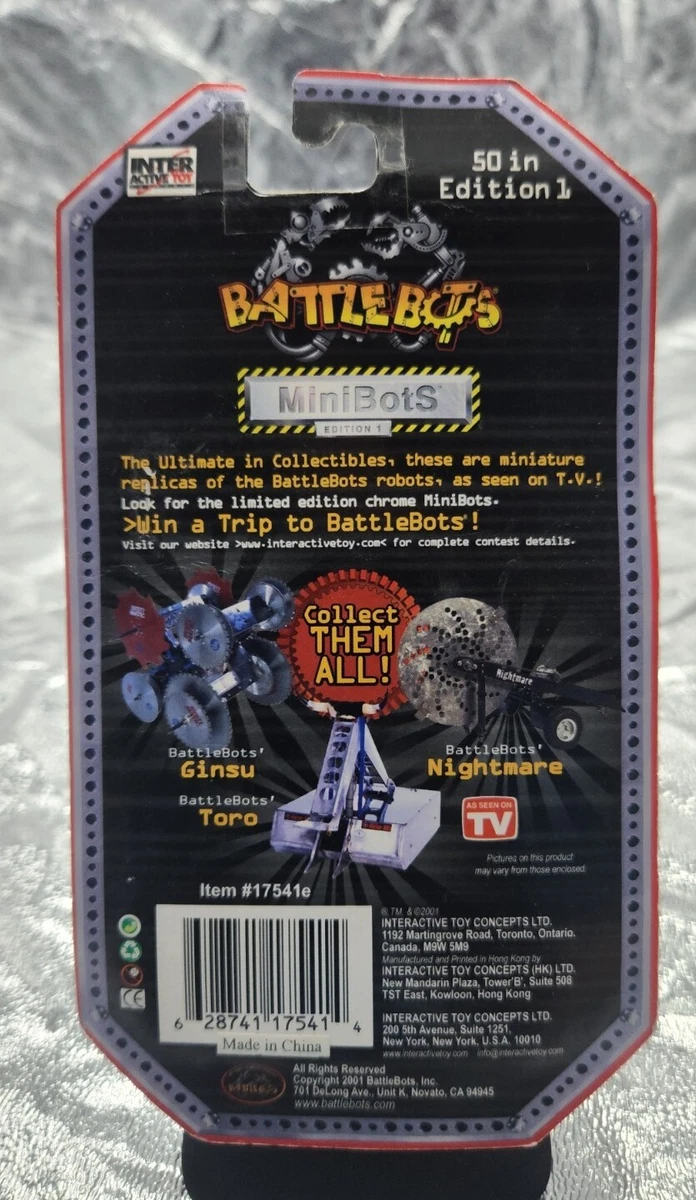 INTER
ACTIVE TOY
50 in
Edition 1
BATTLEBOTS
MiniBotS™
EDITION 1
The Ultimate in Collectibles, these are miniature
replicas of the BattleBots robots, as seen on T.V.!
Look for the limited edition chrome MiniBots.
>Win a Trip to BattleBots®!
Visit our website >www.interactivetoy.com< for complete contest details.
Collect
THEM
ALL!
Nightmare
BattleBots'
Ginsu
BattleBots'
Nightmare
BattleBots'
Toro
AS SEEN ON
TV
Pictures on this product
may vary from those enclosed.
Item #17541e
®,TM, & ©2001
INTERACTIVE TOY CONCEPTS LTD.
1192 Martingrove Road, Toronto, Ontario.
Canada, M9W 5M9
Manufactured and Printed in Hong Kong by
INTERACTIVE TOY CONCEPTS (HK) LTD.
New Mandarin Plaza, Tower'B', Suite 508
TST East, Kowloon, Hong Kong
INTERACTIVE TOY CONCEPTS LTD.
200 5th Avenue, Suite 1251,
New York, New York, U.S.A. 10010
www.interactivetoy.com info@interactivetoy.com
6 28741 17541 4
Made in China
CE
All Rights Reserved
Copyright 2001 BattleBots, Inc.
701 DeLong Ave., Unit K, Novato, CA 94945
www.battlebots.com